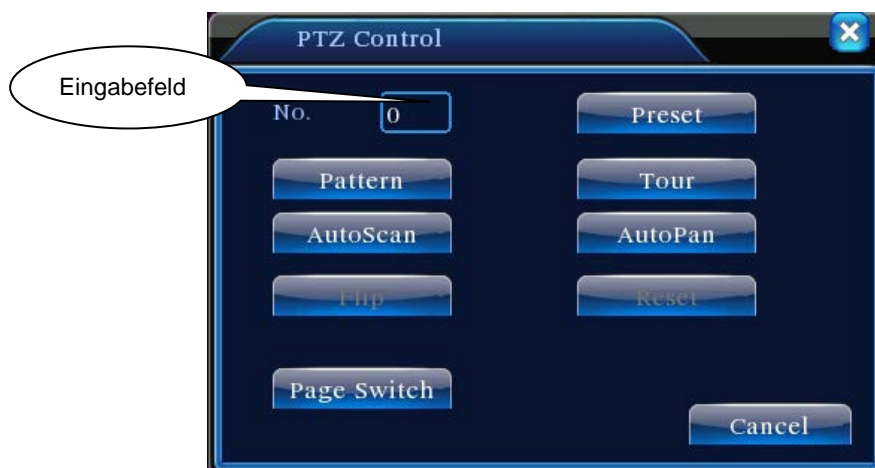 PTZ Control
Eingabefeld
No. 0 Preset
Pattern Tour
AutoScan AutoPan
Flip Reset
Page Switch
Cancel